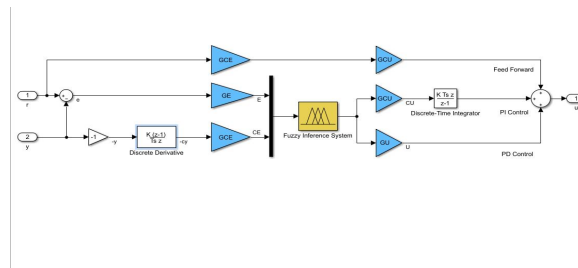 GCE
GCU
Feed Forward
1
r
e
GE
E
GCU
CU
K Ts z
z-1
Discrete-Time Integrator
PI Control
1
u
Fuzzy Inference System
2
y
-1
-y
K (z-1)
Ts z
Discrete Derivative
-cy
GCE
CE
GU
U
PD Control